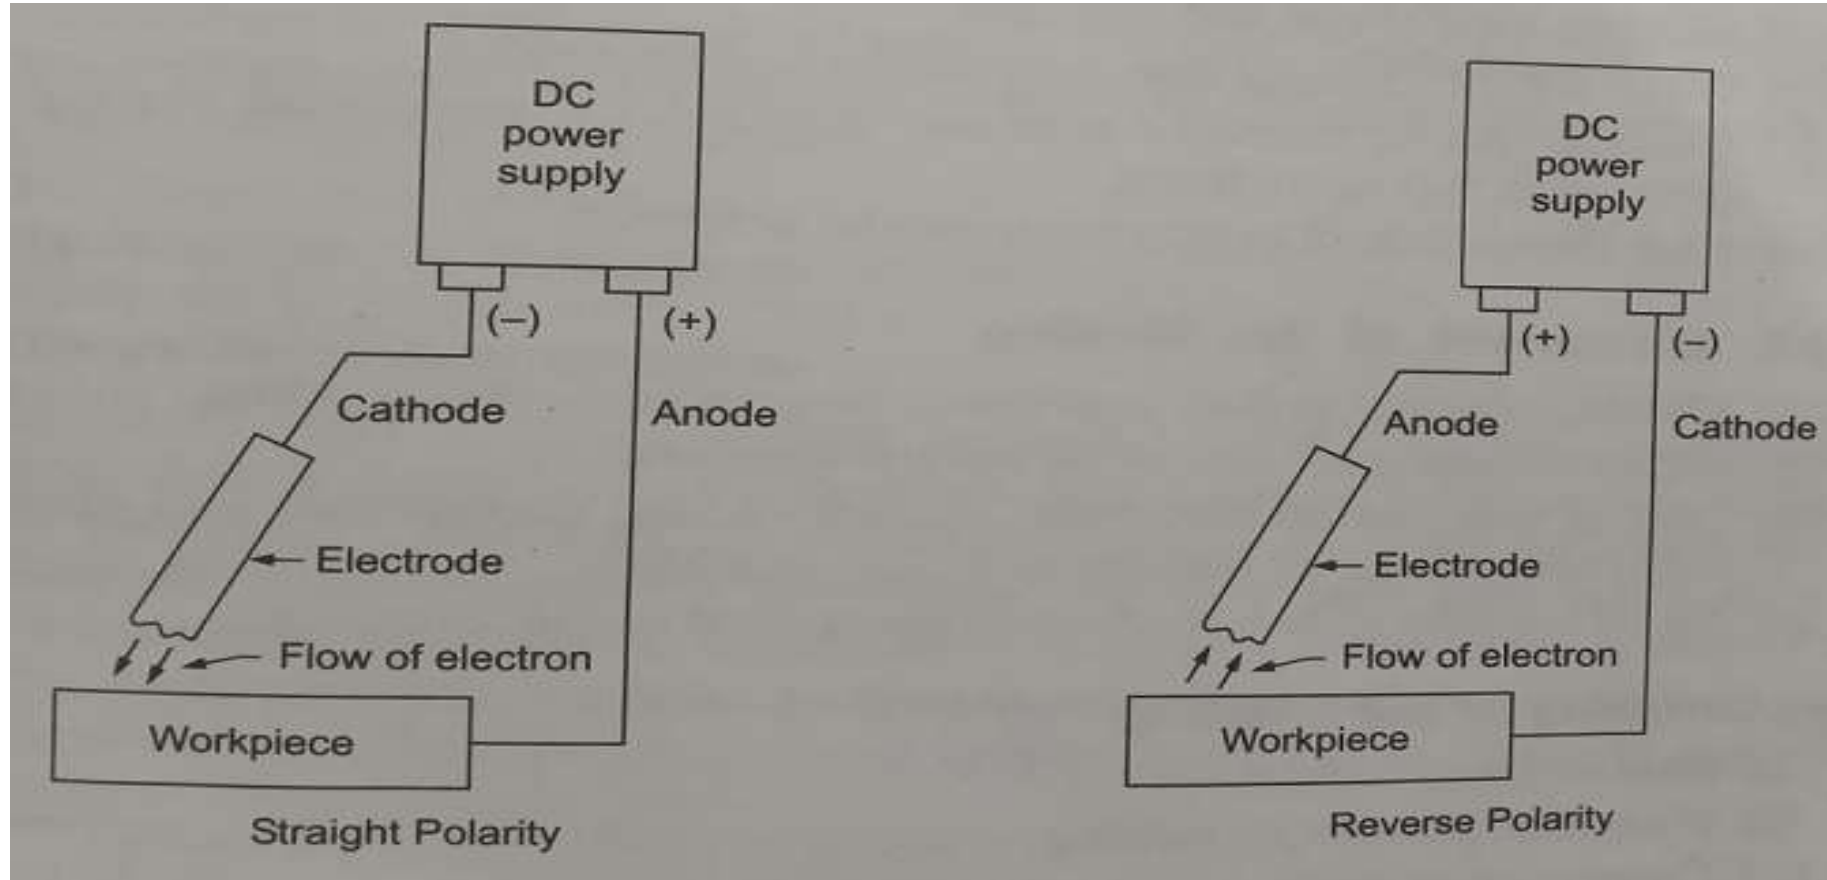 DC
power
supply
(–)
(+)
Cathode
Anode
Electrode
Flow of electron
Workpiece
Straight Polarity
DC
power
supply
(+)
(–)
Anode
Cathode
Electrode
Flow of electron
Workpiece
Reverse Polarity